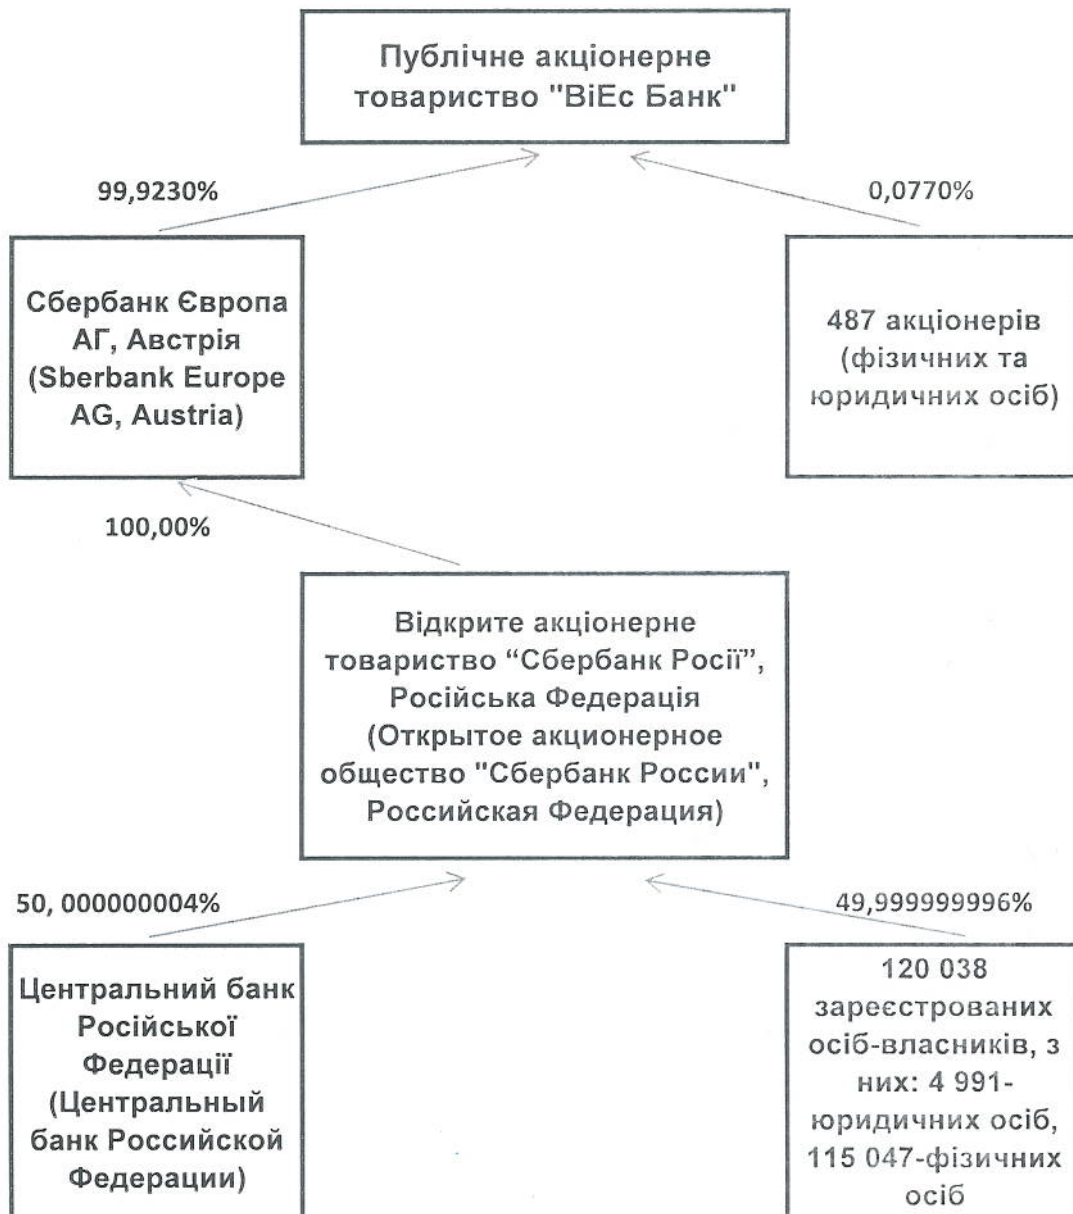 Публічне акціонерне
товариство "ВіЕс Банк"
99,9230%
0,0770%
Сбербанк Європа
АГ, Австрія
(Sberbank Europe
AG, Austria)
487 акціонерів
(фізичних та
юридичних осіб)
100,00%
Відкрите акціонерне
товариство “Сбербанк Росії”,
Російська Федерація
(Открытое акционерное
общество "Сбербанк России",
Российская Федерация)
50, 000000004%
49,999999996%
Центральний банк
Російської
Федерації
(Центральный
банк Российской
Федерации)
120 038
зареєстрованих
осіб-власників, з
них: 4 991-
юридичних осіб,
115 047-фізичних
осіб